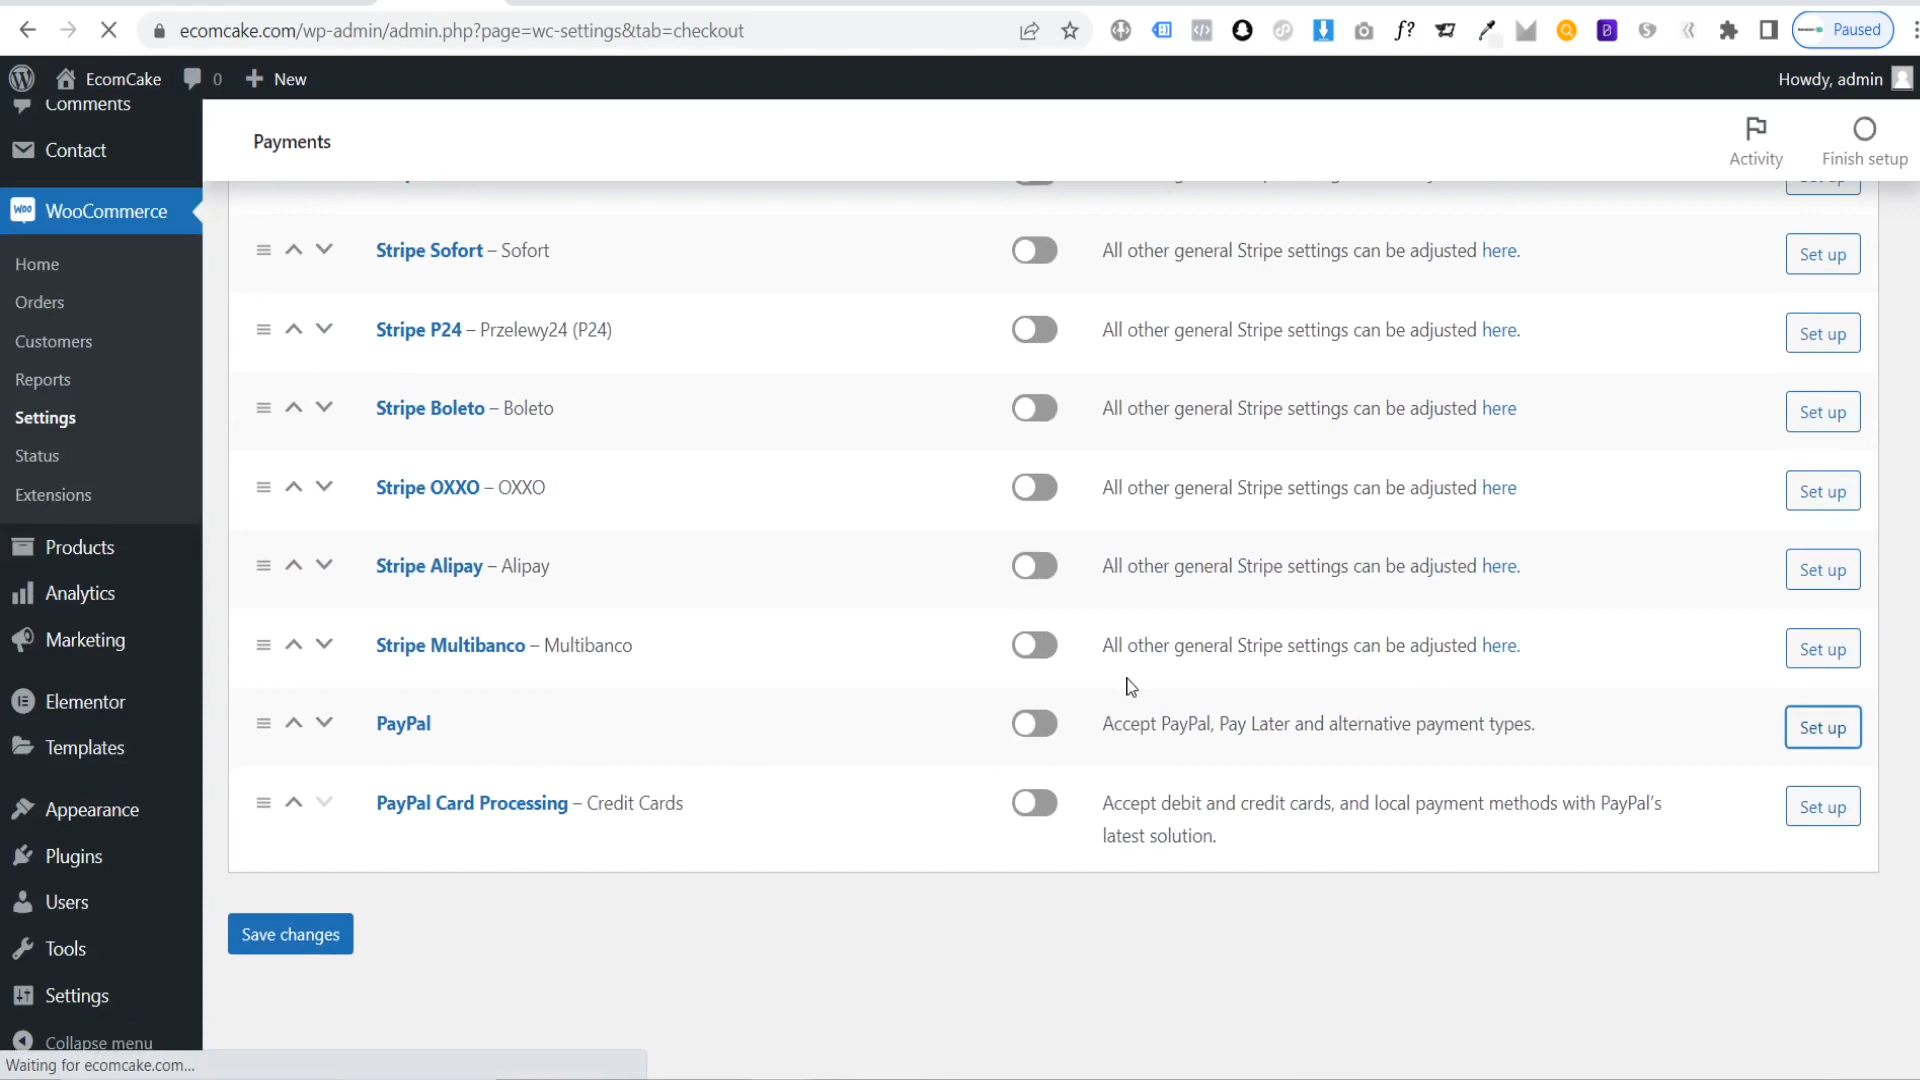 ecomcake.com/wp-admin/admin.php?page=wc-settings&tab=checkout
Paused
EcomCake
0
New
Howdy, admin
Comments
Contact
WooCommerce
Home
Orders
Customers
Reports
Settings
Status
Extensions
Products
Analytics
Marketing
Elementor
Templates
Appearance
Plugins
Users
Tools
Settings
Collapse menu
Waiting for ecomcake.com...
Payments
Activity
Finish setup
Stripe Sofort – Sofort
All other general Stripe settings can be adjusted here.
Set up
Stripe P24 – Przelewy24 (P24)
All other general Stripe settings can be adjusted here.
Set up
Stripe Boleto – Boleto
All other general Stripe settings can be adjusted here
Set up
Stripe OXXO – OXXO
All other general Stripe settings can be adjusted here
Set up
Stripe Alipay – Alipay
All other general Stripe settings can be adjusted here.
Set up
Stripe Multibanco – Multibanco
All other general Stripe settings can be adjusted here.
Set up
PayPal
Accept PayPal, Pay Later and alternative payment types.
Set up
PayPal Card Processing – Credit Cards
Accept debit and credit cards, and local payment methods with PayPal's
latest solution.
Set up
Save changes